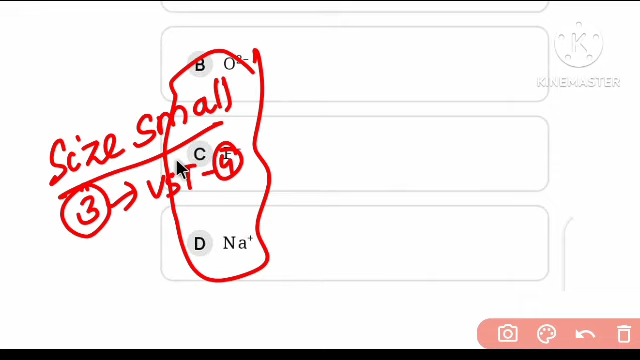 B O²⁻
KINEMASTER
Size small
C F⁻
③ → VST - ④
D Na⁺